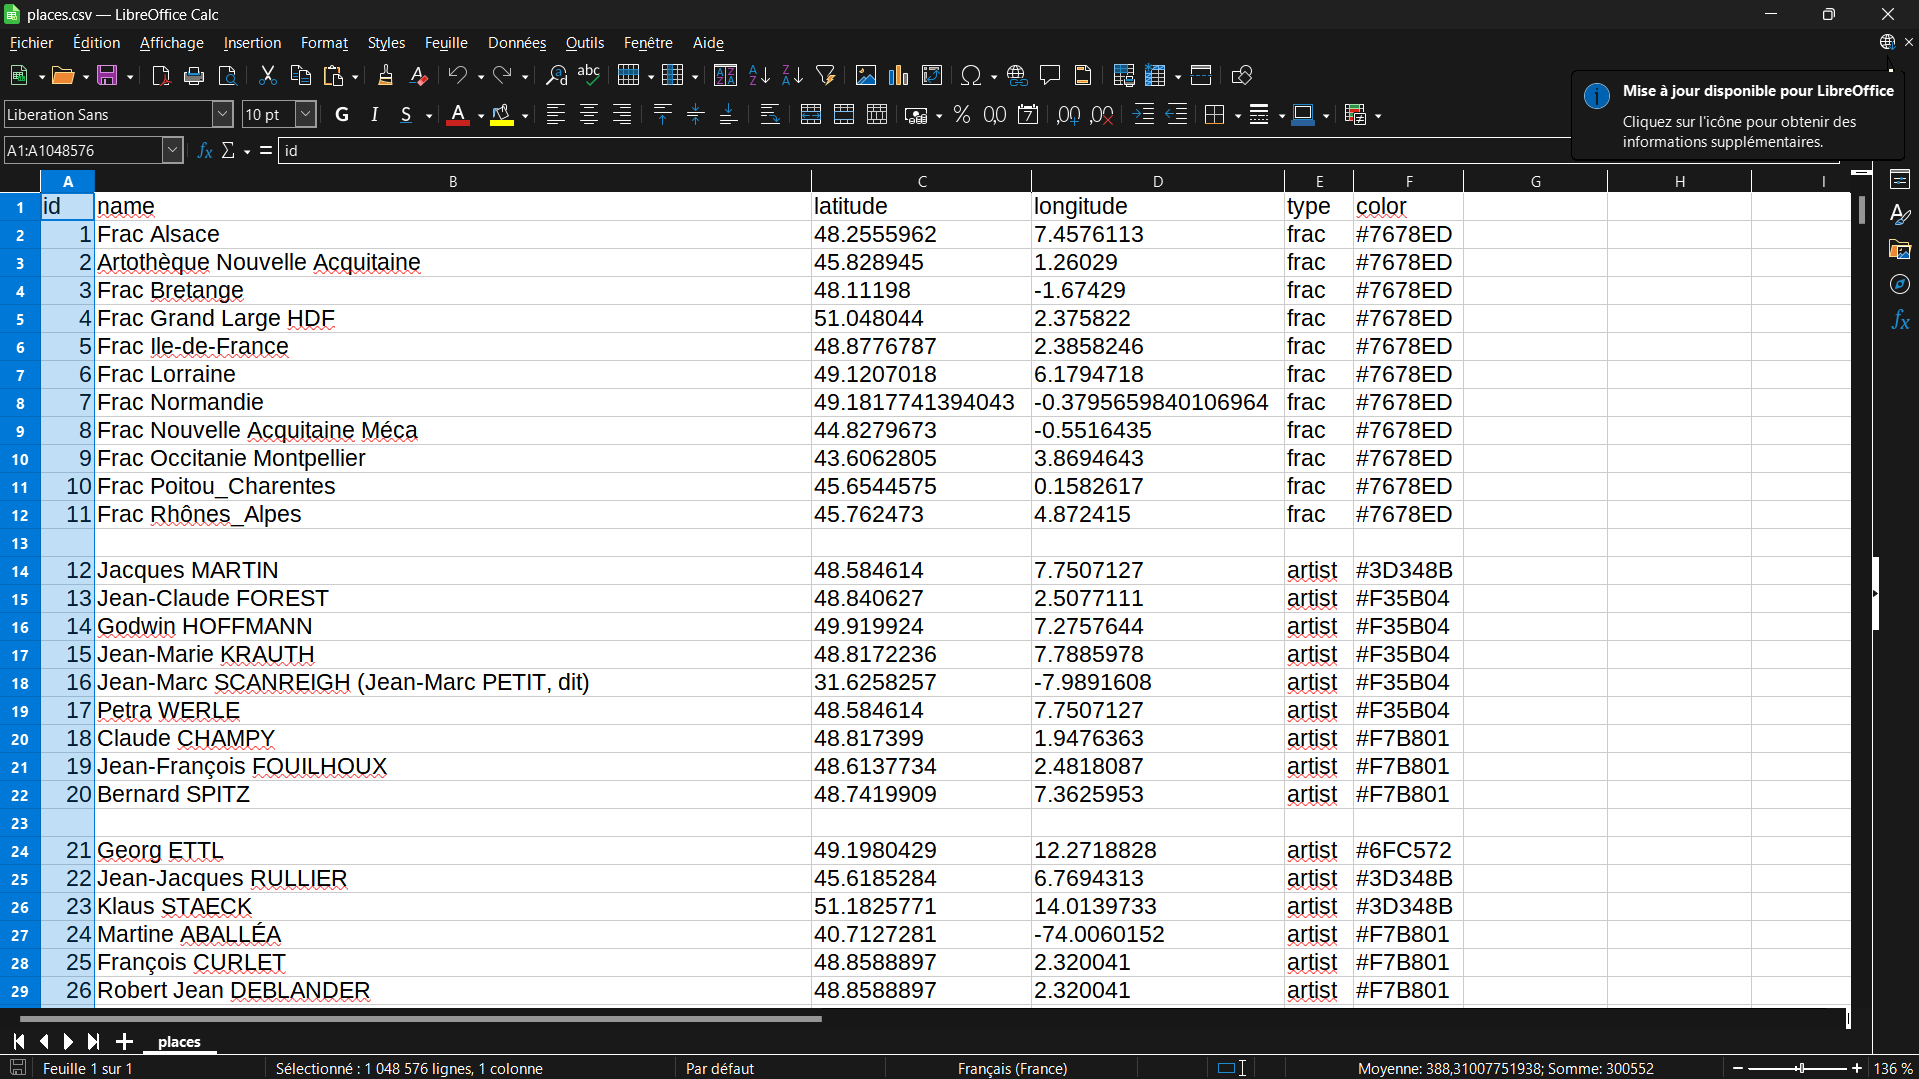 places.csv — LibreOffice Calc
Fichier Édition Affichage Insertion Format Styles Feuille Données Outils Fenêtre Aide
Liberation Sans 10 pt G I S
Mise à jour disponible pour LibreOffice
Cliquez sur l'icône pour obtenir des
informations supplémentaires.
A1:A1048576 fx Σ = id
A B C D E F G H I
1 id name latitude longitude type color
2 1 Frac Alsace 48.2555962 7.4576113 frac #7678ED
3 2 Artothèque Nouvelle Acquitaine 45.828945 1.26029 frac #7678ED
4 3 Frac Bretange 48.11198 -1.67429 frac #7678ED
5 4 Frac Grand Large HDF 51.048044 2.375822 frac #7678ED
6 5 Frac Ile-de-France 48.8776787 2.3858246 frac #7678ED
7 6 Frac Lorraine 49.1207018 6.1794718 frac #7678ED
8 7 Frac Normandie 49.1817741394043 -0.3795659840106964 frac #7678ED
9 8 Frac Nouvelle Acquitaine Méca 44.8279673 -0.5516435 frac #7678ED
10 9 Frac Occitanie Montpellier 43.6062805 3.8694643 frac #7678ED
11 10 Frac Poitou_Charentes 45.6544575 0.1582617 frac #7678ED
12 11 Frac Rhônes_Alpes 45.762473 4.872415 frac #7678ED
13
14 12 Jacques MARTIN 48.584614 7.7507127 artist #3D348B
15 13 Jean-Claude FOREST 48.840627 2.5077111 artist #F35B04
16 14 Godwin HOFFMANN 49.919924 7.2757644 artist #F35B04
17 15 Jean-Marie KRAUTH 48.8172236 7.7885978 artist #F35B04
18 16 Jean-Marc SCANREIGH (Jean-Marc PETIT, dit) 31.6258257 -7.9891608 artist #F35B04
19 17 Petra WERLE 48.584614 7.7507127 artist #F35B04
20 18 Claude CHAMPY 48.817399 1.9476363 artist #F7B801
21 19 Jean-François FOUILHOUX 48.6137734 2.4818087 artist #F7B801
22 20 Bernard SPITZ 48.7419909 7.3625953 artist #F7B801
23
24 21 Georg ETTL 49.1980429 12.2718828 artist #6FC572
25 22 Jean-Jacques RULLIER 45.6185284 6.7694313 artist #3D348B
26 23 Klaus STAECK 51.1825771 14.0139733 artist #3D348B
27 24 Martine ABALLÉA 40.7127281 -74.0060152 artist #F7B801
28 25 François CURLET 48.8588897 2.320041 artist #F7B801
29 26 Robert Jean DEBLANDER 48.8588897 2.320041 artist #F7B801
places
Feuille 1 sur 1 Sélectionné : 1 048 576 lignes, 1 colonne Par défaut Français (France) Moyenne: 388,31007751938; Somme: 300552 136 %